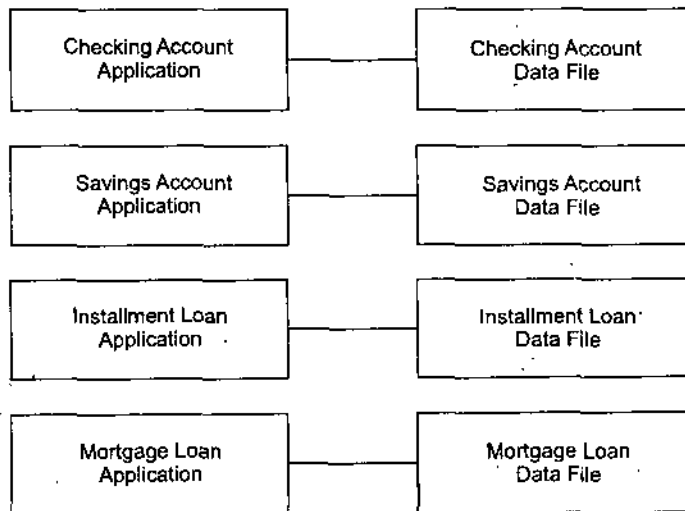 Checking Account
Application
Checking Account
Data File
Savings Account
Application
Savings Account
Data File
Installment Loan
Application
Installment Loan
Data File
Mortgage Loan
Application
Mortgage Loan
Data File